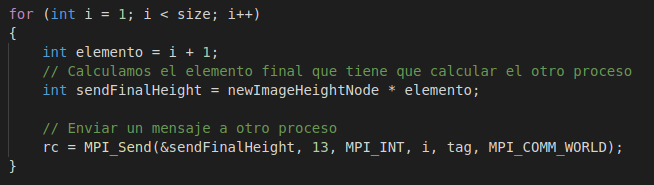 for (int i = 1; i < size; i++)
{
    int elemento = i + 1;
    // Calculamos el elemento final que tiene que calcular el otro proceso
    int sendFinalHeight = newImageHeightNode * elemento;

    // Enviar un mensaje a otro proceso
    rc = MPI_Send(&sendFinalHeight, 13, MPI_INT, i, tag, MPI_COMM_WORLD);
}